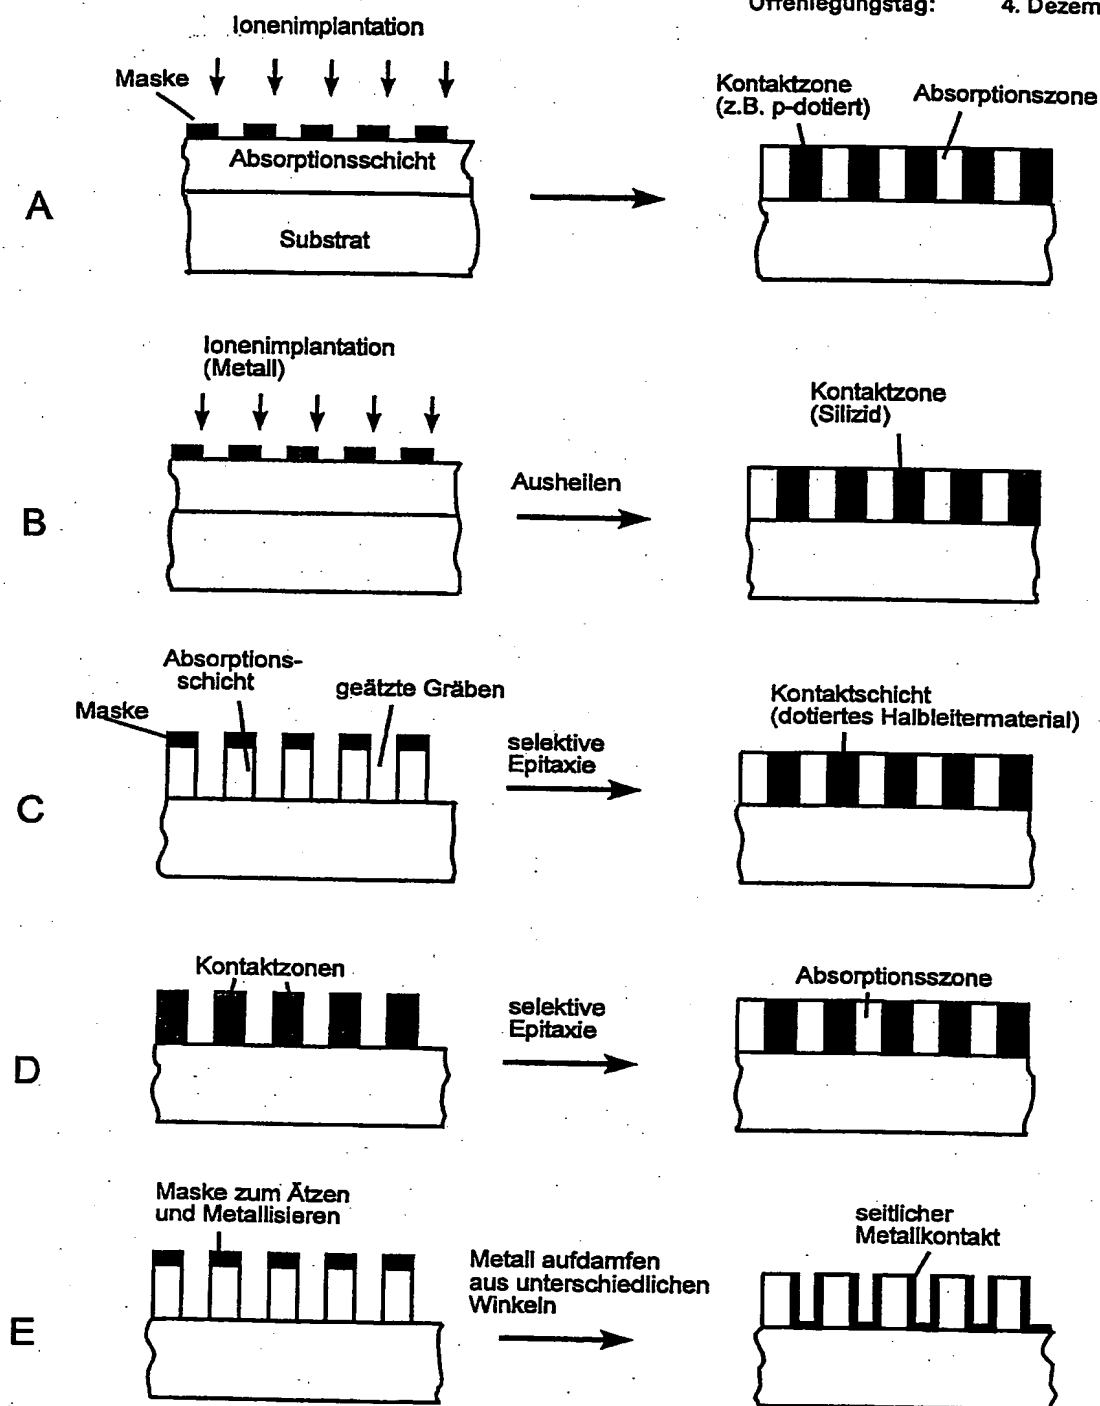 Offenlegungstag: 4. Dezem
Ionenimplantation
Maske
Absorptionsschicht
Substrat
Kontaktzone
(z.B. p-dotiert)
Absorptionszone
A
Ionenimplantation
(Metall)
Ausheilen
Kontaktzone
(Silizid)
B
Absorptions-
schicht
geätzte Gräben
Maske
selektive
Epitaxie
Kontaktschicht
(dotiertes Halbleitermaterial)
C
Kontaktzonen
selektive
Epitaxie
Absorptionsszone
D
Maske zum Ätzen
und Metallisieren
Metall aufdamfen
aus unterschiedlichen
Winkeln
seitlicher
Metallkontakt
E